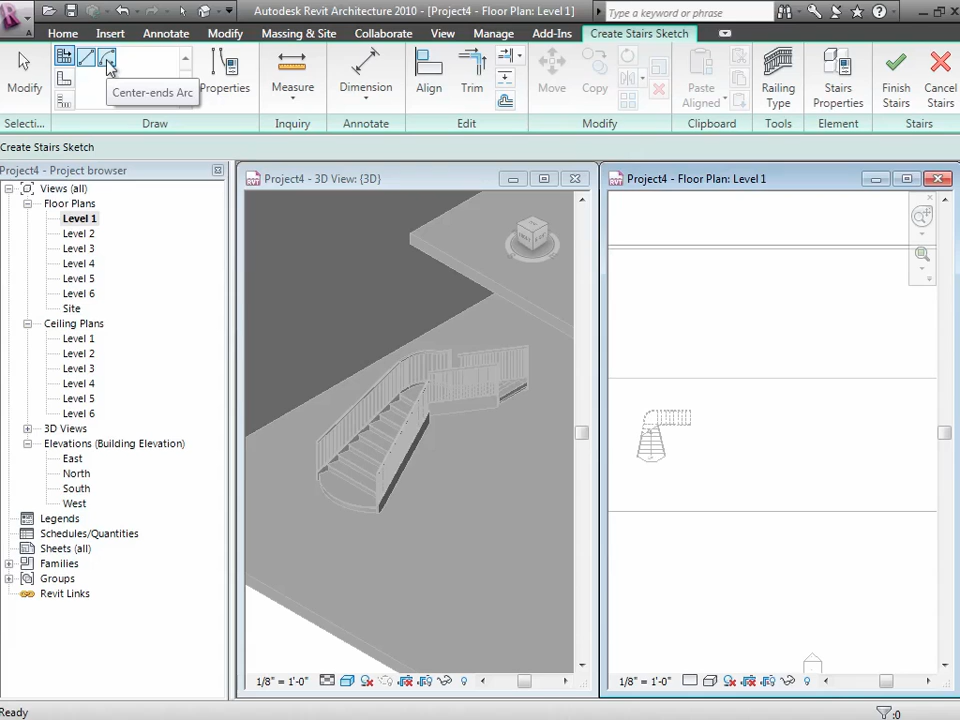 Autodesk Revit Architecture 2010 - [Project4 - Floor Plan: Level 1]
Type a keyword or phrase
Home Insert Annotate Modify Massing & Site Collaborate View Manage Add-Ins Create Stairs Sketch
Modify
Center-ends Arc
Properties
Measure
Dimension
Align
Trim
Move
Copy
Paste
Aligned
Railing
Type
Stairs
Properties
Finish
Stairs
Cancel
Stairs
Selecti... Draw Inquiry Annotate Edit Modify Clipboard Tools Element Stairs
Create Stairs Sketch
Project4 - Project browser
Views (all)
Floor Plans
Level 1
Level 2
Level 3
Level 4
Level 5
Level 6
Site
Ceiling Plans
Level 1
Level 2
Level 3
Level 4
Level 5
Level 6
3D Views
Elevations (Building Elevation)
East
North
South
West
Legends
Schedules/Quantities
Sheets (all)
Families
Groups
Revit Links
Project4 - 3D View: {3D}
1/8" = 1'-0"
Project4 - Floor Plan: Level 1
1/8" = 1'-0"
Ready
:0